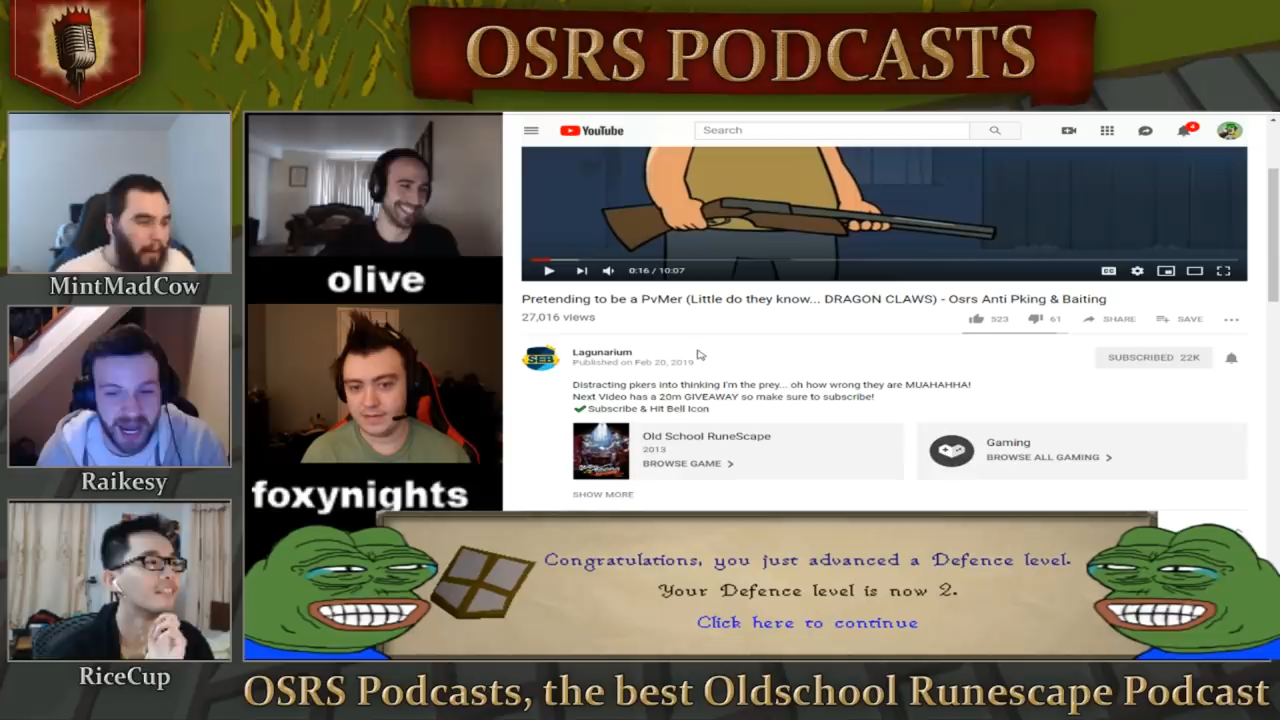 OSRS PODCASTS
MintMadCow
Raikesy
RiceCup
olive
foxynights
YouTube
Search
4
0:16 / 10:07
CC
Pretending to be a PvMer (Little do they know... DRAGON CLAWS) - Osrs Anti Pking & Baiting
27,016 views
523
61
SHARE
SAVE
SEB
Lagunarium
Published on Feb 20, 2019
SUBSCRIBED 22K
Distracting pkers into thinking I'm the prey... oh how wrong they are MUAHAHHA!
Next Video has a 20m GIVEAWAY so make sure to subscribe!
Subscribe & Hit Bell Icon
Old School RuneScape
2013
BROWSE GAME
Gaming
BROWSE ALL GAMING
SHOW MORE
Congratulations, you just advanced a Defence level.
Your Defence level is now 2.
Click here to continue
OSRS Podcasts, the best Oldschool Runescape Podcast